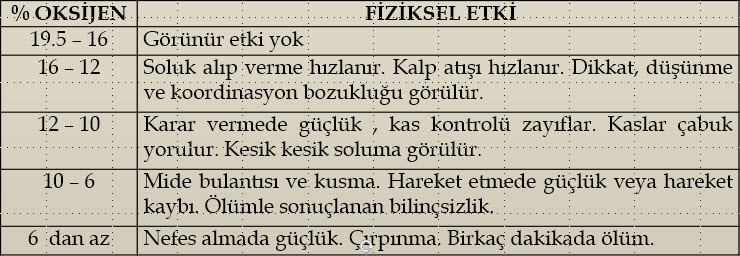 % OKSİJEN FİZİKSEL ETKİ
19.5 – 16 Görünür etki yok
16 – 12 Soluk alıp verme hızlanır. Kalp atışı hızlanır. Dikkat, düşünme
ve koordinasyon bozukluğu görülür.
12 – 10 Karar vermede güçlük , kas kontrolü zayıflar. Kaslar çabuk
yorulur. Kesik kesik soluma görülür.
10 – 6 Mide bulantısı ve kusma. Hareket etmede güçlük veya hareket
kaybı. Ölümle sonuçlanan bilinçsizlik.
6 dan az Nefes almada güçlük. Çırpınma. Birkaç dakikada ölüm.